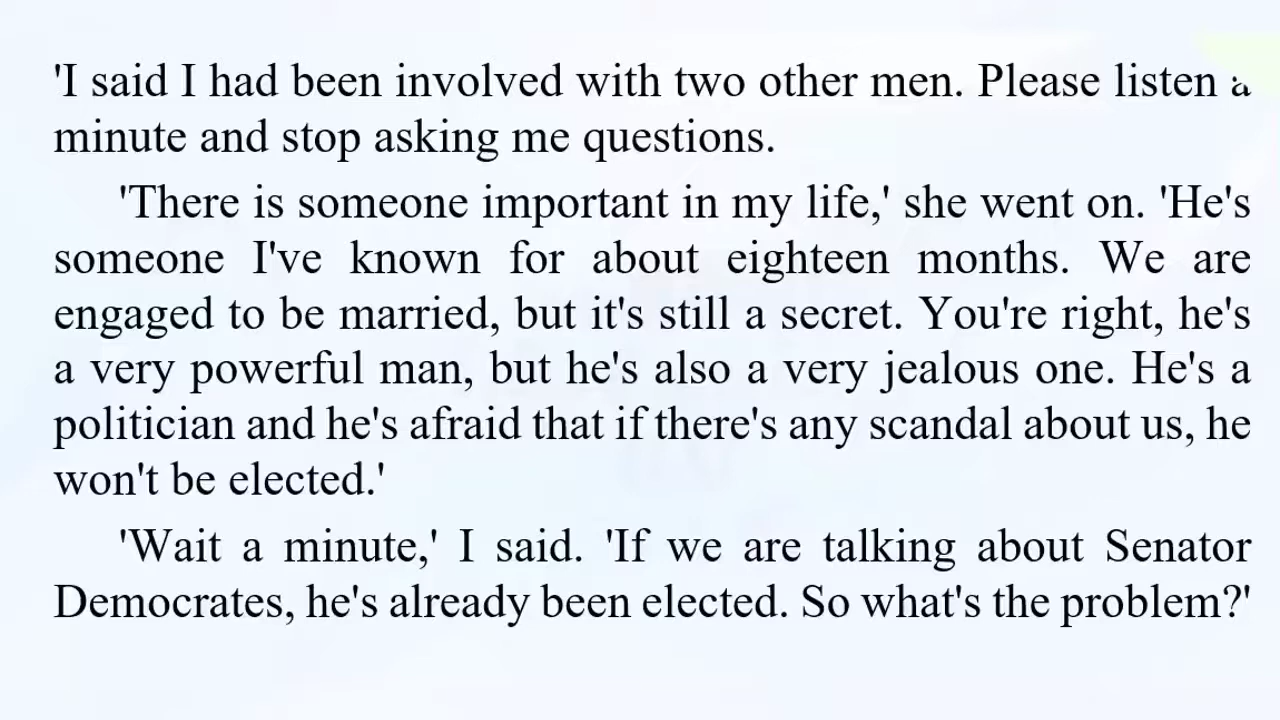 'I said I had been involved with two other men. Please listen a
minute and stop asking me questions.
'There is someone important in my life,' she went on. 'He's
someone I've known for about eighteen months. We are
engaged to be married, but it's still a secret. You're right, he's
a very powerful man, but he's also a very jealous one. He's a
politician and he's afraid that if there's any scandal about us, he
won't be elected.'
'Wait a minute,' I said. 'If we are talking about Senator
Democrates, he's already been elected. So what's the problem?'